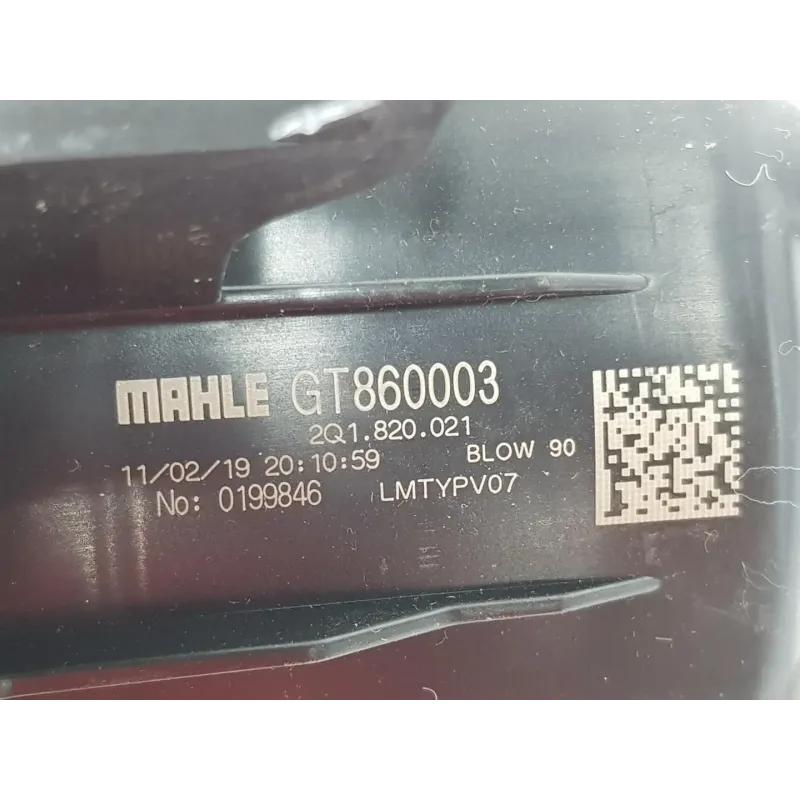 MAHLE GT860003
2Q1.820.021
BLOW 90
11/02/19 20:10:59
No: 0199846
LMTYPV07